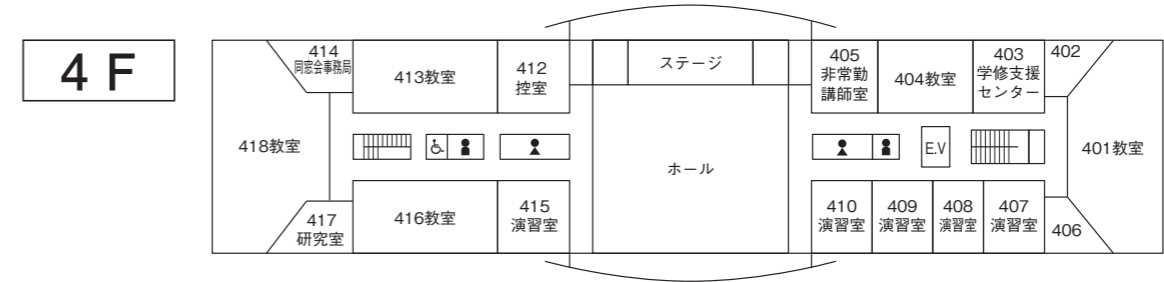 4F
414
同窓会事務局
413教室
412
控室
ステージ
405
非常勤
講師室
404教室
403
学修支援
センター
402
418教室
ホール
E.V
401教室
417
研究室
416教室
415
演習室
410
演習室
409
演習室
408
演習室
407
演習室
406